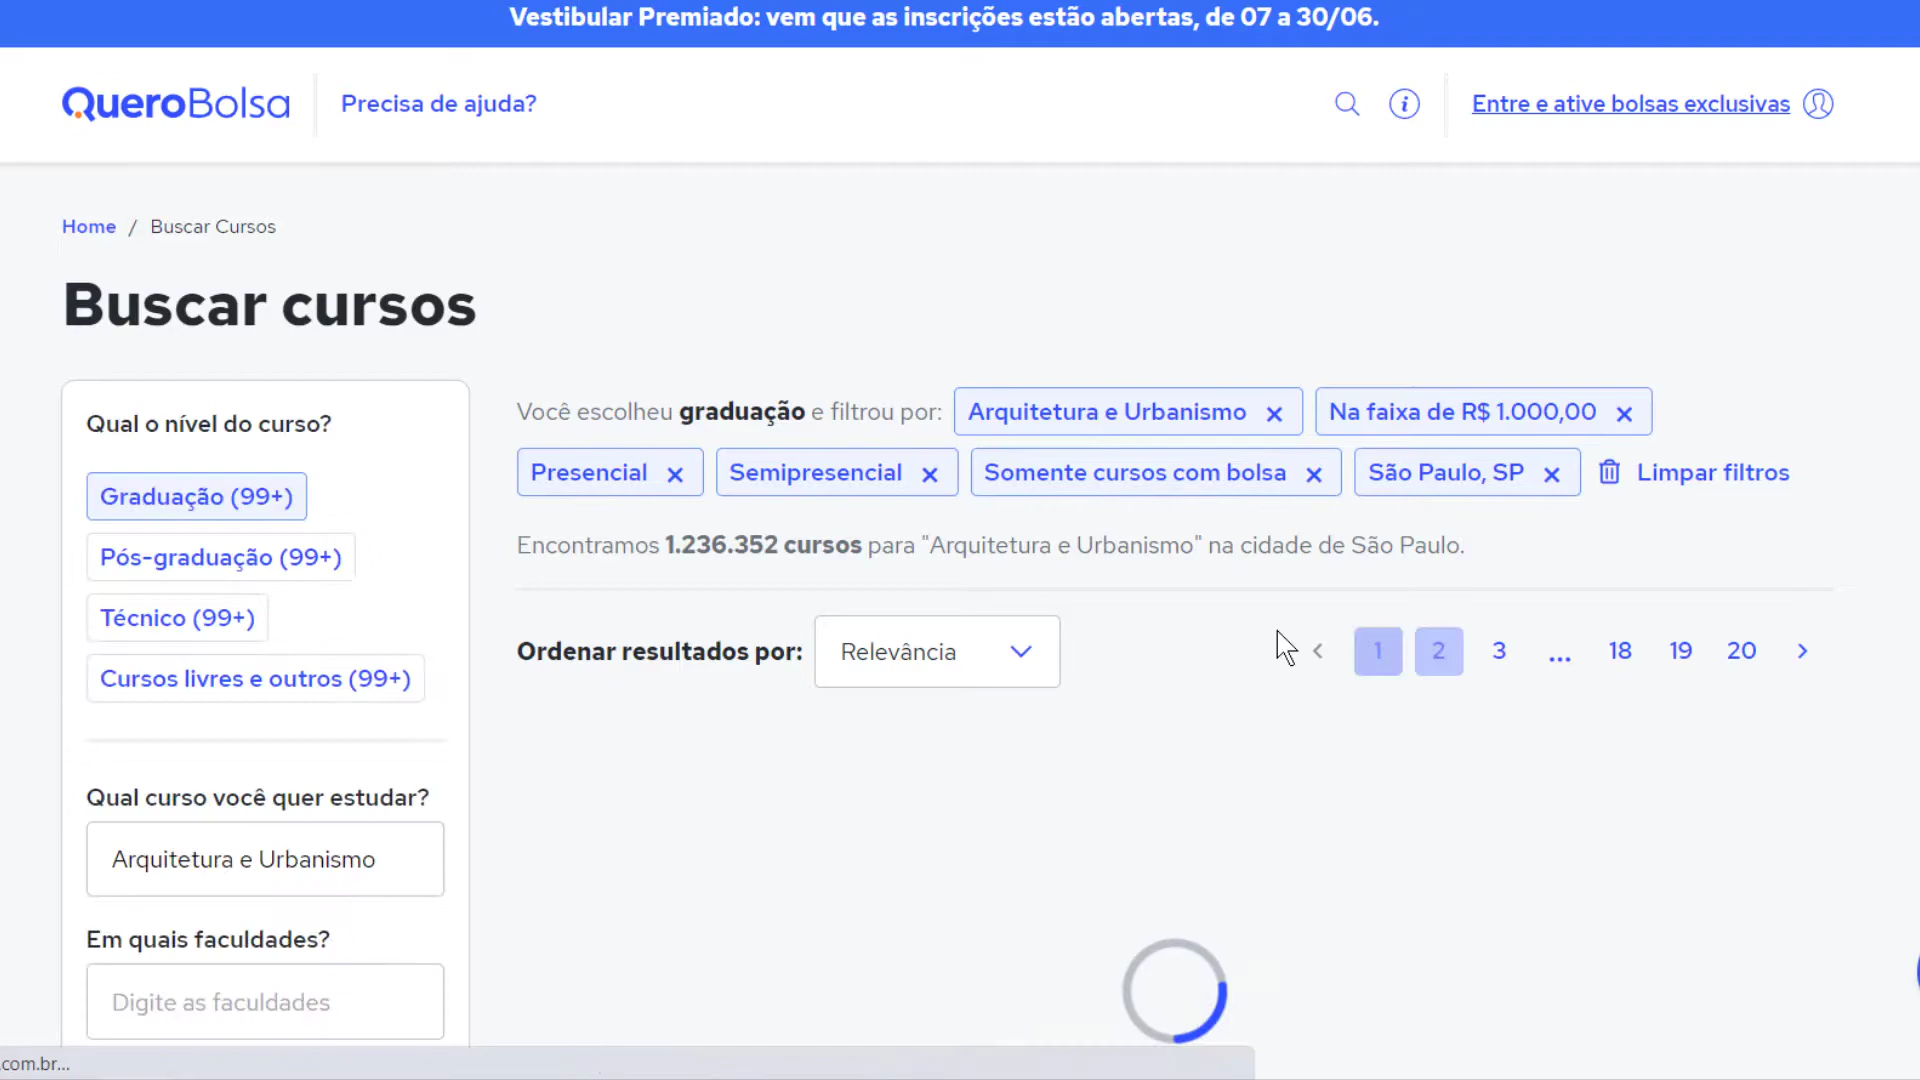 Vestibular Premiado: vem que as inscrições estão abertas, de 07 a 30/06.
QueroBolsa
Precisa de ajuda?
Entre e ative bolsas exclusivas
Home / Buscar Cursos
Buscar cursos
Qual o nível do curso?
Graduação (99+)
Pós-graduação (99+)
Técnico (99+)
Cursos livres e outros (99+)
Qual curso você quer estudar?
Arquitetura e Urbanismo
Em quais faculdades?
Digite as faculdades
Você escolheu graduação e filtrou por: Arquitetura e Urbanismo × Na faixa de R$ 1.000,00 ×
Presencial × Semipresencial × Somente cursos com bolsa × São Paulo, SP × Limpar filtros
Encontramos 1.236.352 cursos para "Arquitetura e Urbanismo" na cidade de São Paulo.
Ordenar resultados por: Relevância
1 2 3 ... 18 19 20
.com.br...